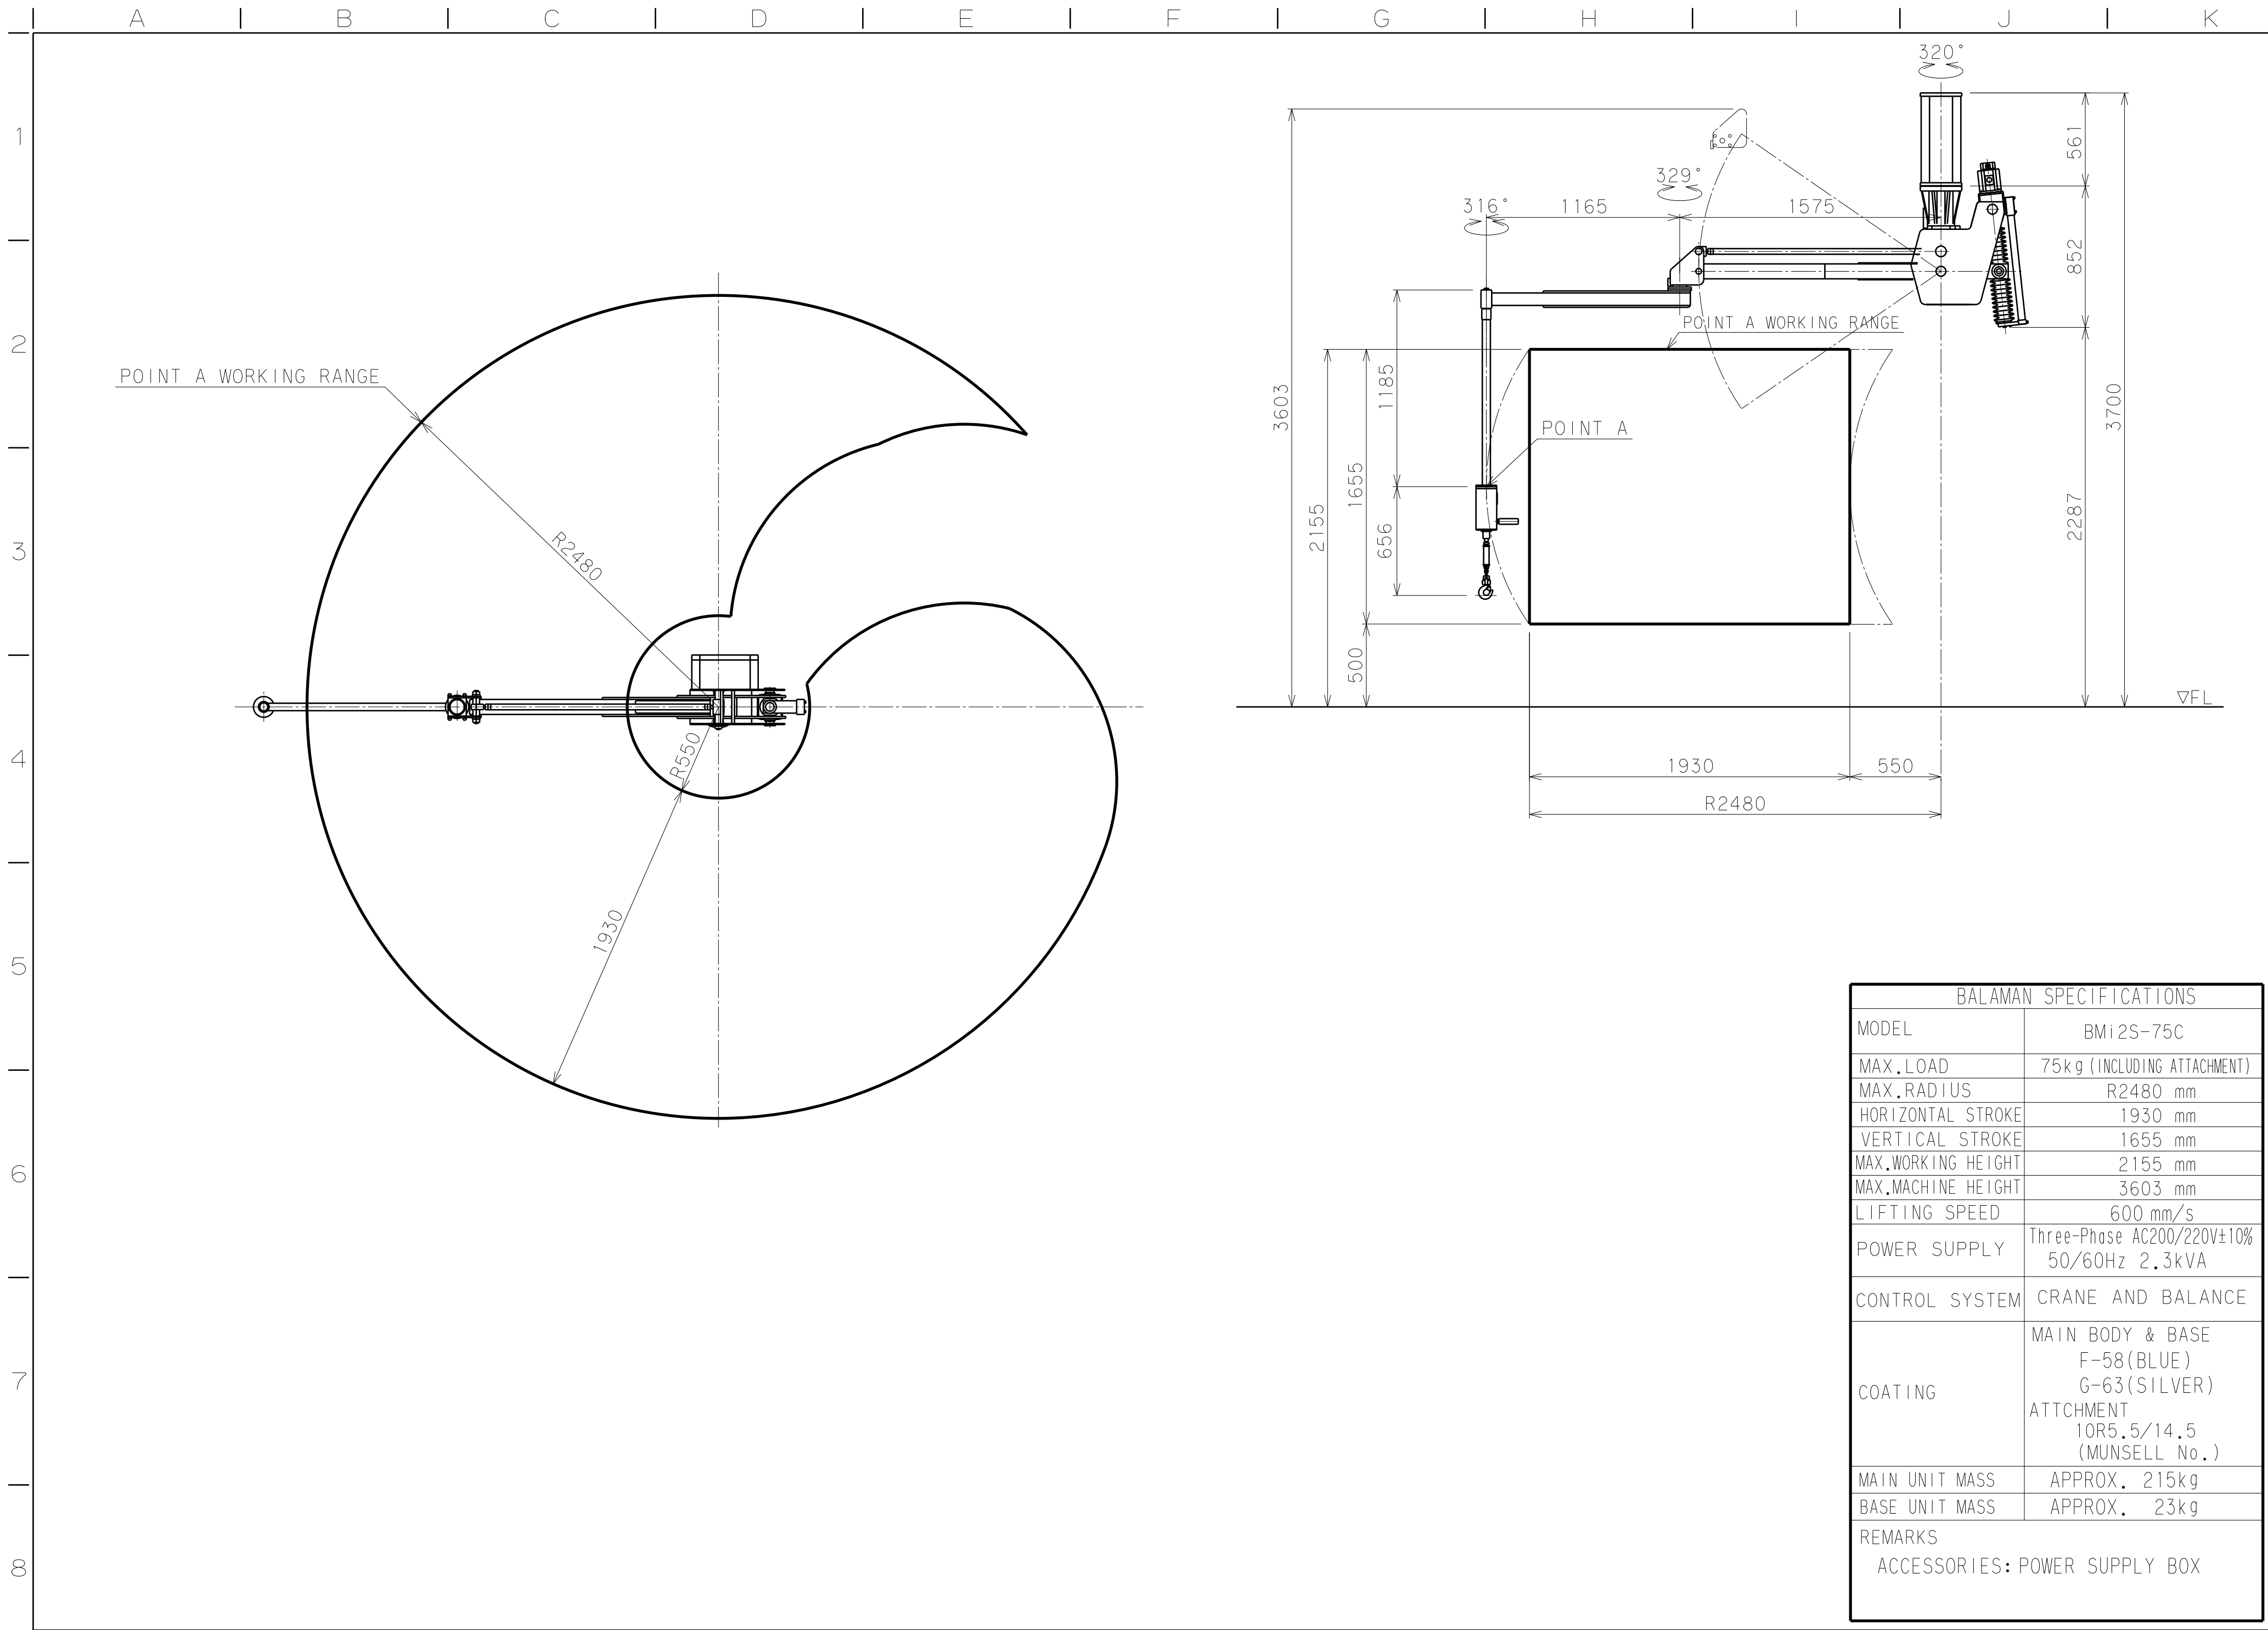 A B C D E F G H I J K
1
2
3
4
5
6
7
8
POINT A WORKING RANGE
R2480
R550
1930
320°
329°
316°
1165
1575
561
852
2287
3700
3603
1185
656
1655
2155
500
POINT A WORKING RANGE
POINT A
▽FL
1930
550
R2480
BALAMAN SPECIFICATIONS
MODEL BMi2S-75C
MAX.LOAD 75kg(INCLUDING ATTACHMENT)
MAX.RADIUS R2480 mm
HORIZONTAL STROKE 1930 mm
VERTICAL STROKE 1655 mm
MAX.WORKING HEIGHT 2155 mm
MAX.MACHINE HEIGHT 3603 mm
LIFTING SPEED 600 mm/s
POWER SUPPLY Three-Phase AC200/220V±10%
50/60Hz 2.3kVA
CONTROL SYSTEM CRANE AND BALANCE
COATING MAIN BODY & BASE
F-58(BLUE)
G-63(SILVER)
ATTCHMENT
10R5.5/14.5
(MUNSELL No.)
MAIN UNIT MASS APPROX. 215kg
BASE UNIT MASS APPROX. 23kg
REMARKS
ACCESSORIES:POWER SUPPLY BOX